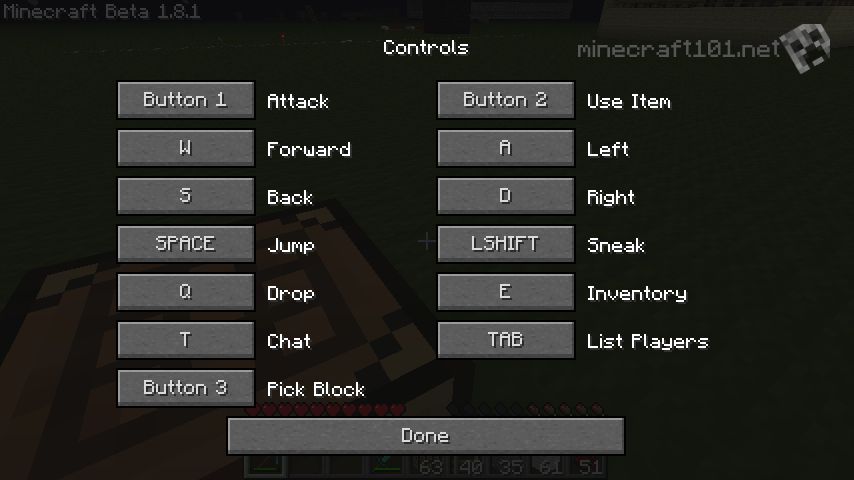 Minecraft Beta 1.8.1
Controls
minecraft101.net
Button 1 Attack Button 2 Use Item
W Forward A Left
S Back D Right
SPACE Jump LSHIFT Sneak
Q Drop E Inventory
T Chat TAB List Players
Button 3 Pick Block
Done
63 40 35 61 51